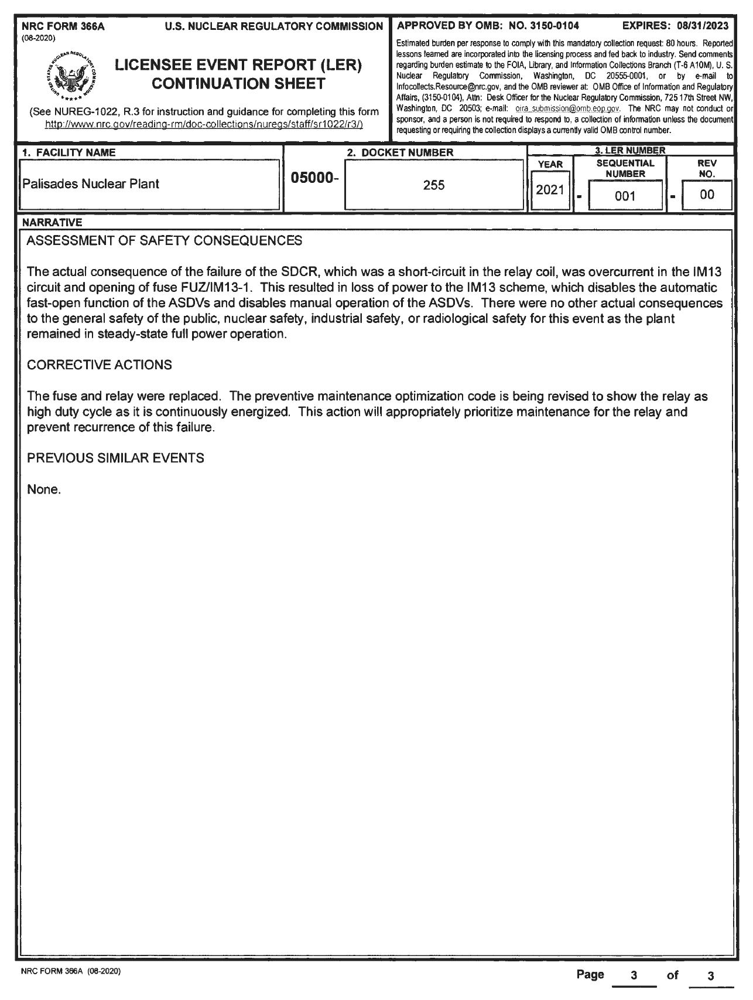 NRC FORM 366A
U.S. NUCLEAR REGULATORY COMMISSION
(08-2020)
LICENSEE EVENT REPORT (LER)
CONTINUATION SHEET
(See NUREG-1022, R.3 for instruction and guidance for completing this form
http://www.nrc.gov/reading-rm/doc-collections/nuregs/staff/sr1022/r3/)
APPROVED BY OMB: NO. 3150-0104 EXPIRES: 08/31/2023
Estimated burden per response to comply with this mandatory collection request: 80 hours. Reported
lessons learned are incorporated into the licensing process and fed back to industry. Send comments
regarding burden estimate to the FOIA, Library, and Information Collections Branch (T-6 A10M), U. S.
Nuclear Regulatory Commission, Washington, DC 20555-0001, or by e-mail to
Infocollects.Resource@nrc.gov, and the OMB reviewer at: OMB Office of Information and Regulatory
Affairs, (3150-0104), Attn: Desk Officer for the Nuclear Regulatory Commission, 725 17th Street NW,
Washington, DC 20503; e-mail: oira_submission@omb.eop.gov. The NRC may not conduct or
sponsor, and a person is not required to respond to, a collection of information unless the document
requesting or requiring the collection displays a currently valid OMB control number.
1. FACILITY NAME
Palisades Nuclear Plant
05000-
2. DOCKET NUMBER
255
3. LER NUMBER
YEAR
2021
-
SEQUENTIAL
NUMBER
001
-
REV
NO.
00
NARRATIVE
ASSESSMENT OF SAFETY CONSEQUENCES
The actual consequence of the failure of the SDCR, which was a short-circuit in the relay coil, was overcurrent in the IM13
circuit and opening of fuse FUZ/IM13-1. This resulted in loss of power to the IM13 scheme, which disables the automatic
fast-open function of the ASDVs and disables manual operation of the ASDVs. There were no other actual consequences
to the general safety of the public, nuclear safety, industrial safety, or radiological safety for this event as the plant
remained in steady-state full power operation.
CORRECTIVE ACTIONS
The fuse and relay were replaced. The preventive maintenance optimization code is being revised to show the relay as
high duty cycle as it is continuously energized. This action will appropriately prioritize maintenance for the relay and
prevent recurrence of this failure.
PREVIOUS SIMILAR EVENTS
None.
NRC FORM 366A (08-2020)
Page 3 of 3